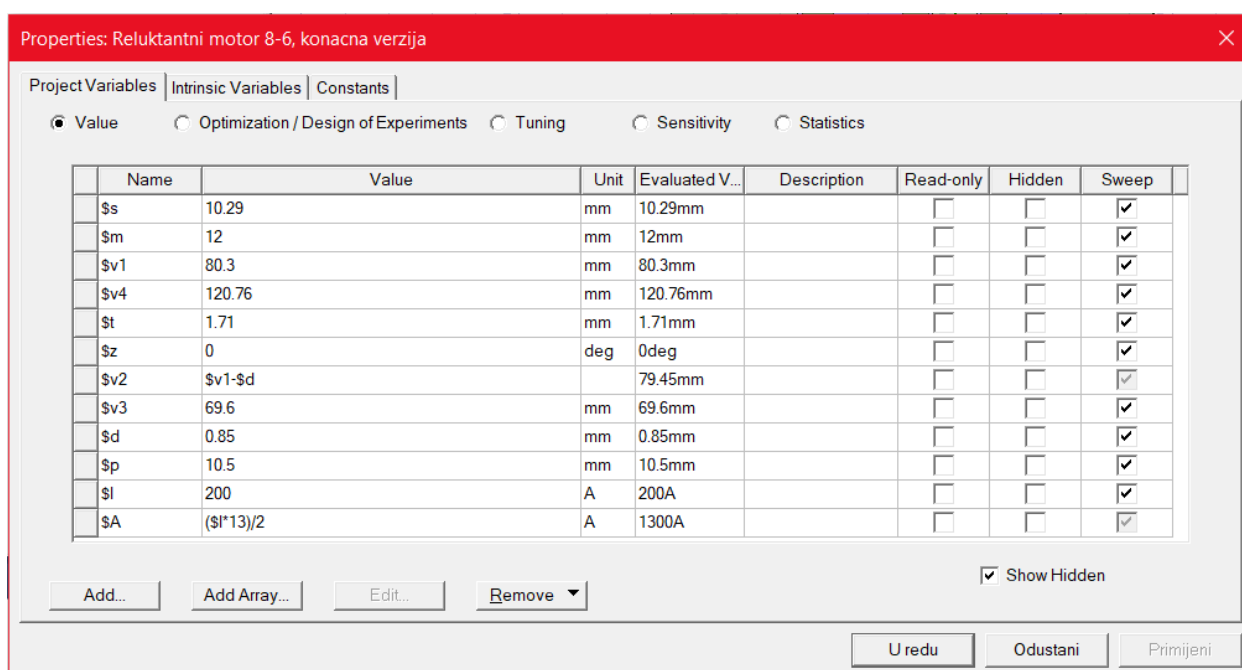 Properties: Reluktantni motor 8-6, konacna verzija
Project Variables Intrinsic Variables Constants
Value Optimization / Design of Experiments Tuning Sensitivity Statistics
Name Value Unit Evaluated V... Description Read-only Hidden Sweep
$s 10.29 mm 10.29mm
$m 12 mm 12mm
$v1 80.3 mm 80.3mm
$v4 120.76 mm 120.76mm
$t 1.71 mm 1.71mm
$z 0 deg 0deg
$v2 $v1-$d 79.45mm
$v3 69.6 mm 69.6mm
$d 0.85 mm 0.85mm
$p 10.5 mm 10.5mm
$I 200 A 200A
$A ($I*13)/2 A 1300A
Show Hidden
Add... Add Array... Edit... Remove
U redu Odustani Primijeni